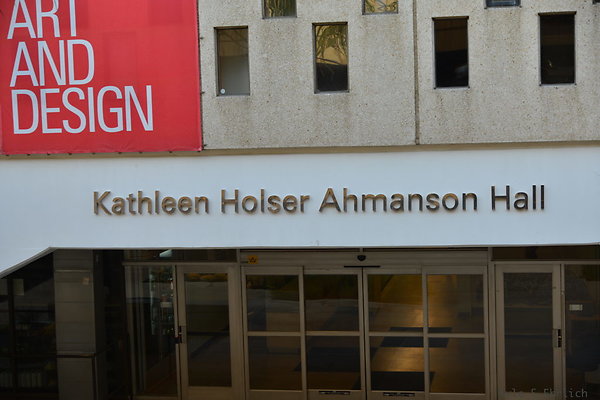 ART
AND
DESIGN
Kathleen Holser Ahmanson Hall